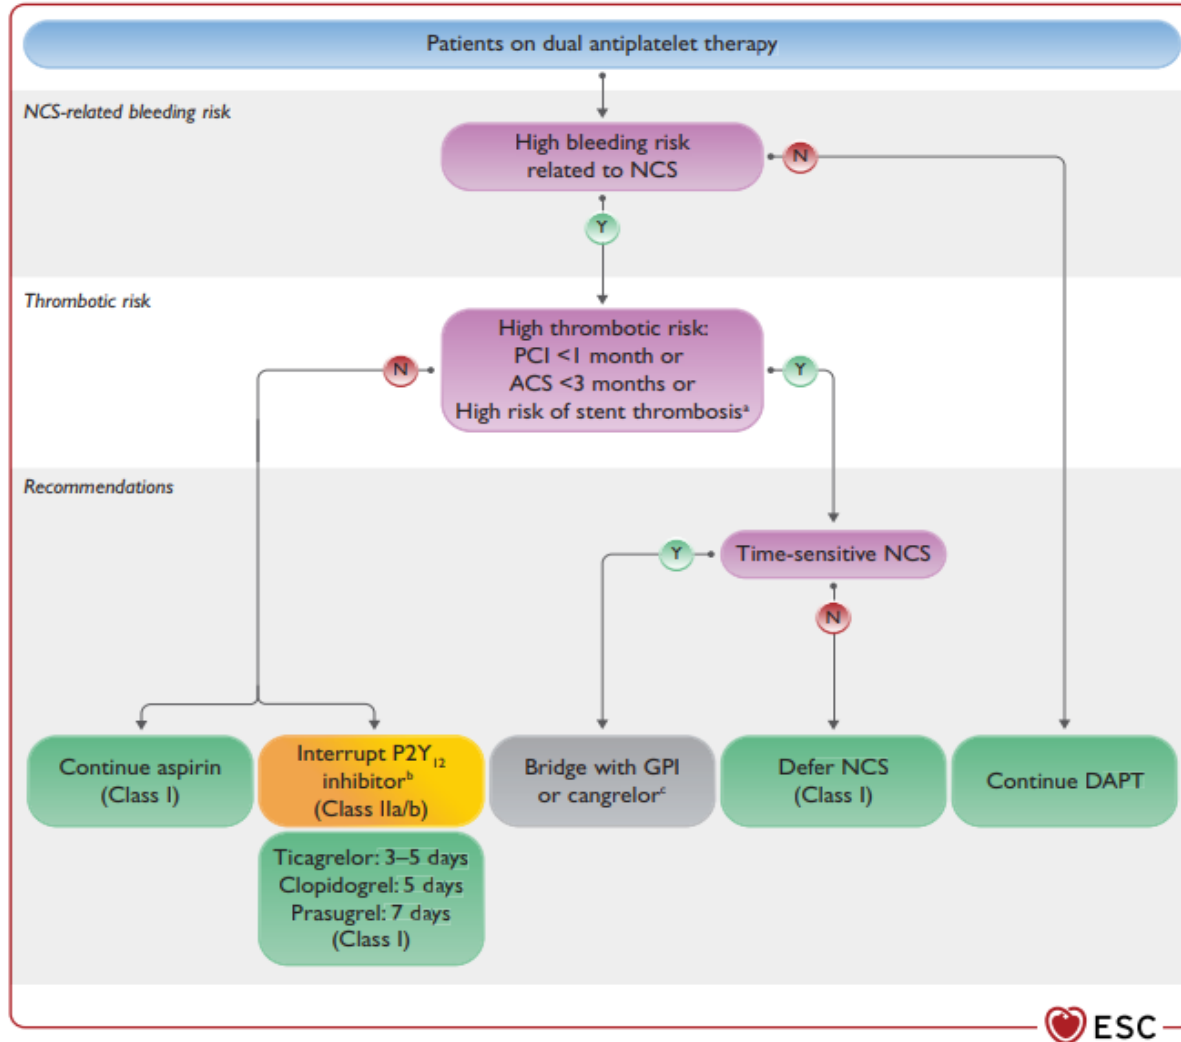 Patients on dual antiplatelet therapy
NCS-related bleeding risk
High bleeding risk
related to NCS
N
Y
Thrombotic risk
High thrombotic risk:
PCI <1 month or
ACS <3 months or
High risk of stent thrombosisᵃ
N
Y
Recommendations
Time-sensitive NCS
Y
N
Continue aspirin
(Class I)
Interrupt P2Y₁₂
inhibitorᵇ
(Class IIa/b)
Ticagrelor: 3–5 days
Clopidogrel: 5 days
Prasugrel: 7 days
(Class I)
Bridge with GPI
or cangrelorᶜ
Defer NCS
(Class I)
Continue DAPT
ESC